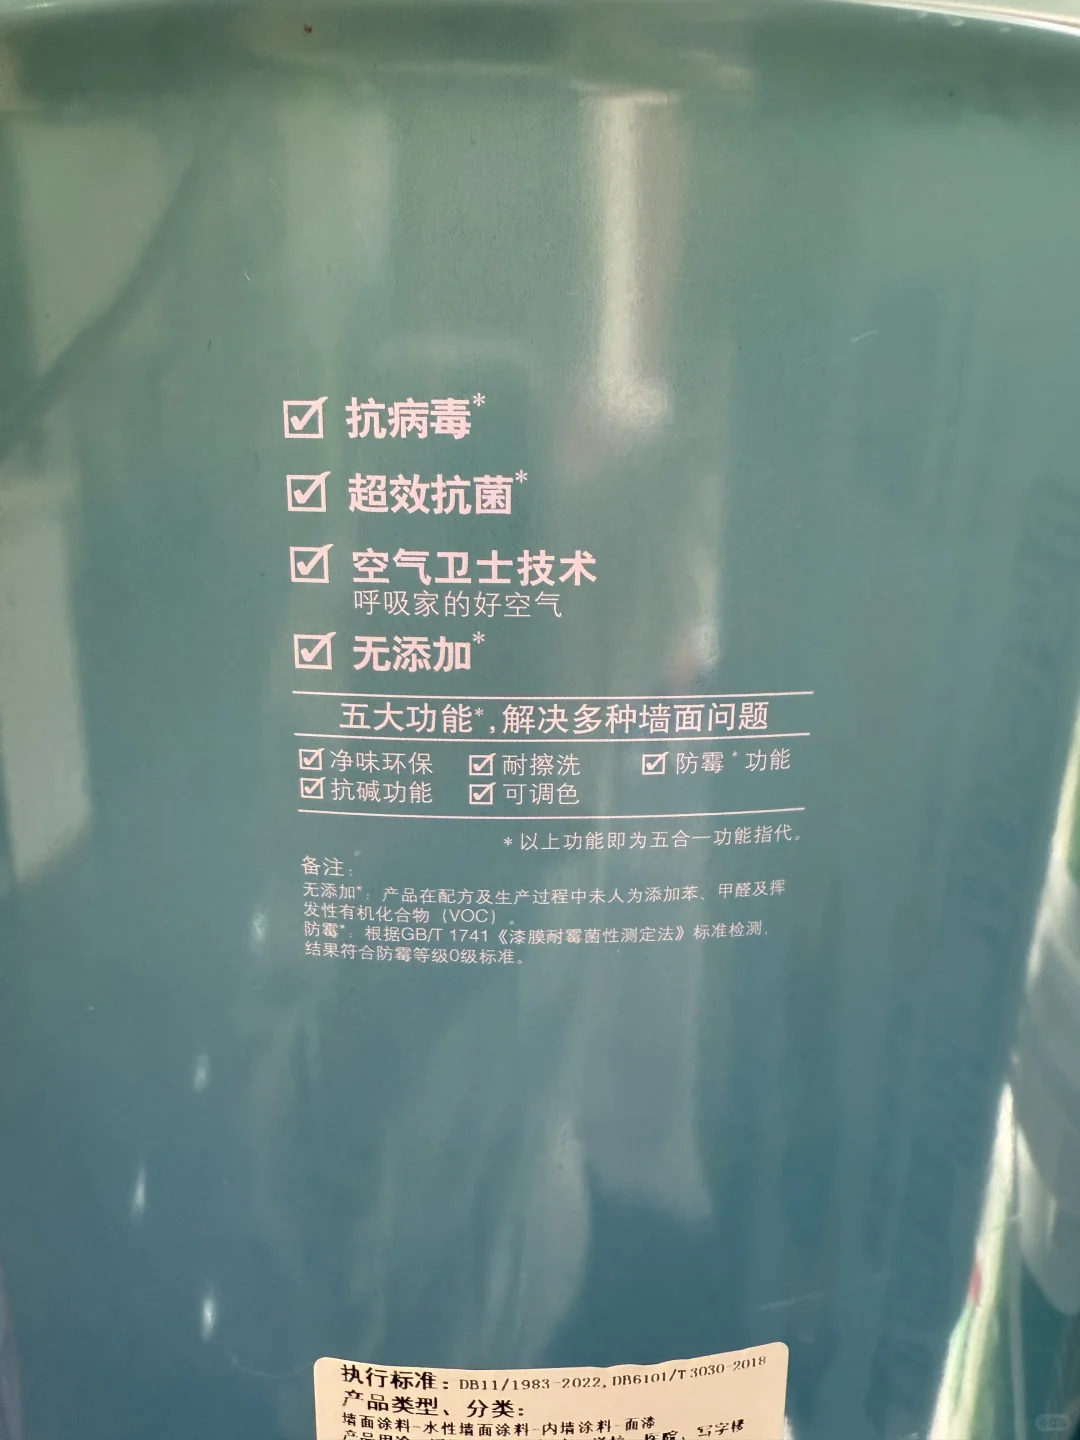 抗病毒*
超效抗菌*
空气卫士技术
呼吸家的好空气
无添加*
五大功能*,解决多种墙面问题
净味环保 耐擦洗 防霉*功能
抗碱功能 可调色
*以上功能即为五合一功能指代。
备注:
无添加*:产品在配方及生产过程中未人为添加苯、甲醛及挥
发性有机化合物(VOC)。
防霉*:根据GB/T 1741《漆膜耐霉菌性测定法》标准检测,
结果符合防霉等级0级标准。
执行标准:DB11/1983-2022,DB6101/T 3030-2018
产品类型、分类:
墙面涂料-水性墙面涂料-内墙涂料-面漆
医院、写字楼